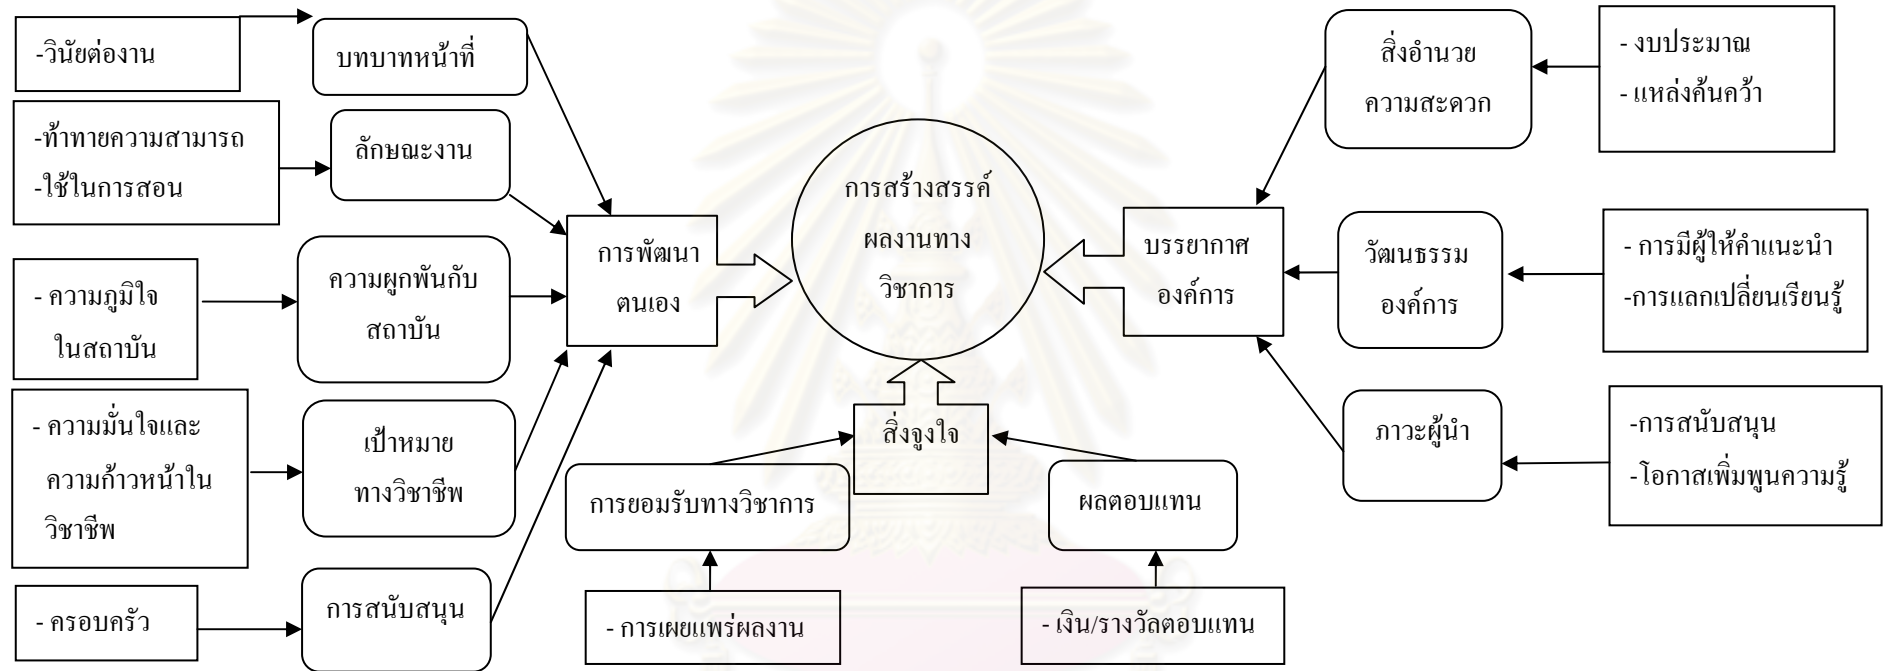 -วินัยต่องาน
บทบาทหน้าที่
-ท้าทายความสามารถ
-ใช้ในการสอน
ลักษณะงาน
- ความภูมิใจ
ในสถาบัน
ความผูกพันกับ
สถาบัน
- ความมั่นใจและ
ความก้าวหน้าใน
วิชาชีพ
เป้าหมาย
ทางวิชาชีพ
- ครอบครัว
การสนับสนุน
การพัฒนา
ตนเอง
การสร้างสรรค์
ผลงานทาง
วิชาการ
สิ่งจูงใจ
การยอมรับทางวิชาการ
- การเผยแพร่ผลงาน
ผลตอบแทน
- เงิน/รางวัลตอบแทน
บรรยากาศ
องค์การ
สิ่งอำนวย
ความสะดวก
- งบประมาณ
- แหล่งค้นคว้า
วัฒนธรรม
องค์การ
- การมีผู้ให้คำแนะนำ
-การแลกเปลี่ยนเรียนรู้
ภาวะผู้นำ
-การสนับสนุน
-โอกาสเพิ่มพูนความรู้